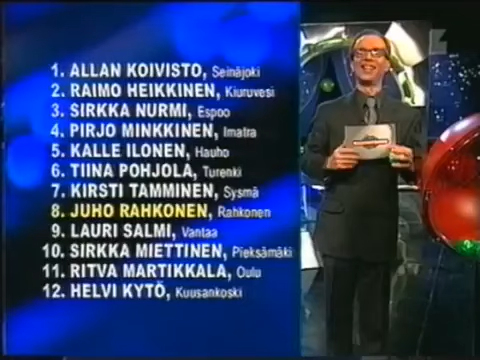 1. ALLAN KOIVISTO, Seinäjoki
2. RAIMO HEIKKINEN, Kiuruvesi
3. SIRKKA NURMI, Espoo
4. PIRJO MINKKINEN, Imatra
5. KALLE ILONEN, Hauho
6. TIINA POHJOLA, Turenki
7. KIRSTI TAMMINEN, Sysmä
8. JUHO RAHKONEN, Rahkonen
9. LAURI SALMI, Vantaa
10. SIRKKA MIETTINEN, Pieksämäki
11. RITVA MARTIKKALA, Oulu
12. HELVI KYTÖ, Kuusankoski